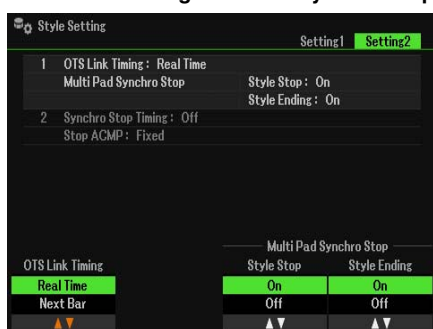 Style Setting
Setting1 Setting2
1 OTS Link Timing : Real Time
Multi Pad Synchro Stop Style Stop : On
Style Ending : On
2 Synchro Stop Timing : Off
Stop ACMP : Fixed
Multi Pad Synchro Stop
OTS Link Timing Style Stop Style Ending
Real Time On On
Next Bar Off Off